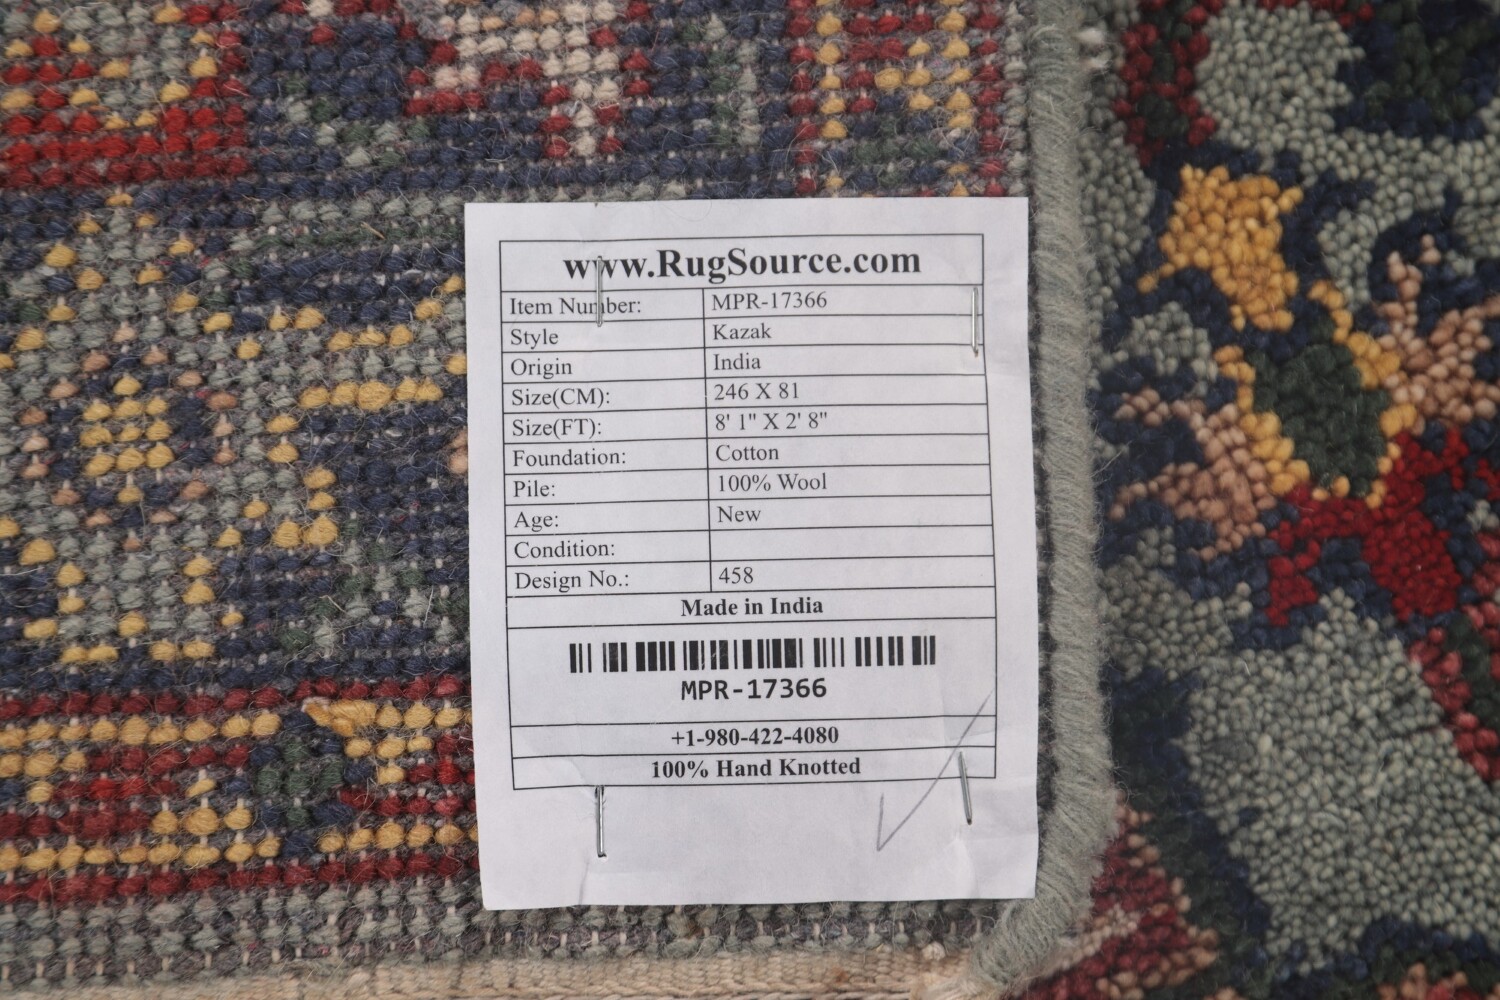 www.RugSource.com
Item Number: MPR-17366
Style Kazak
Origin India
Size(CM): 246 X 81
Size(FT): 8' 1" X 2' 8"
Foundation: Cotton
Pile: 100% Wool
Age: New
Condition:
Design No.: 458
Made in India
MPR-17366
+1-980-422-4080
100% Hand Knotted